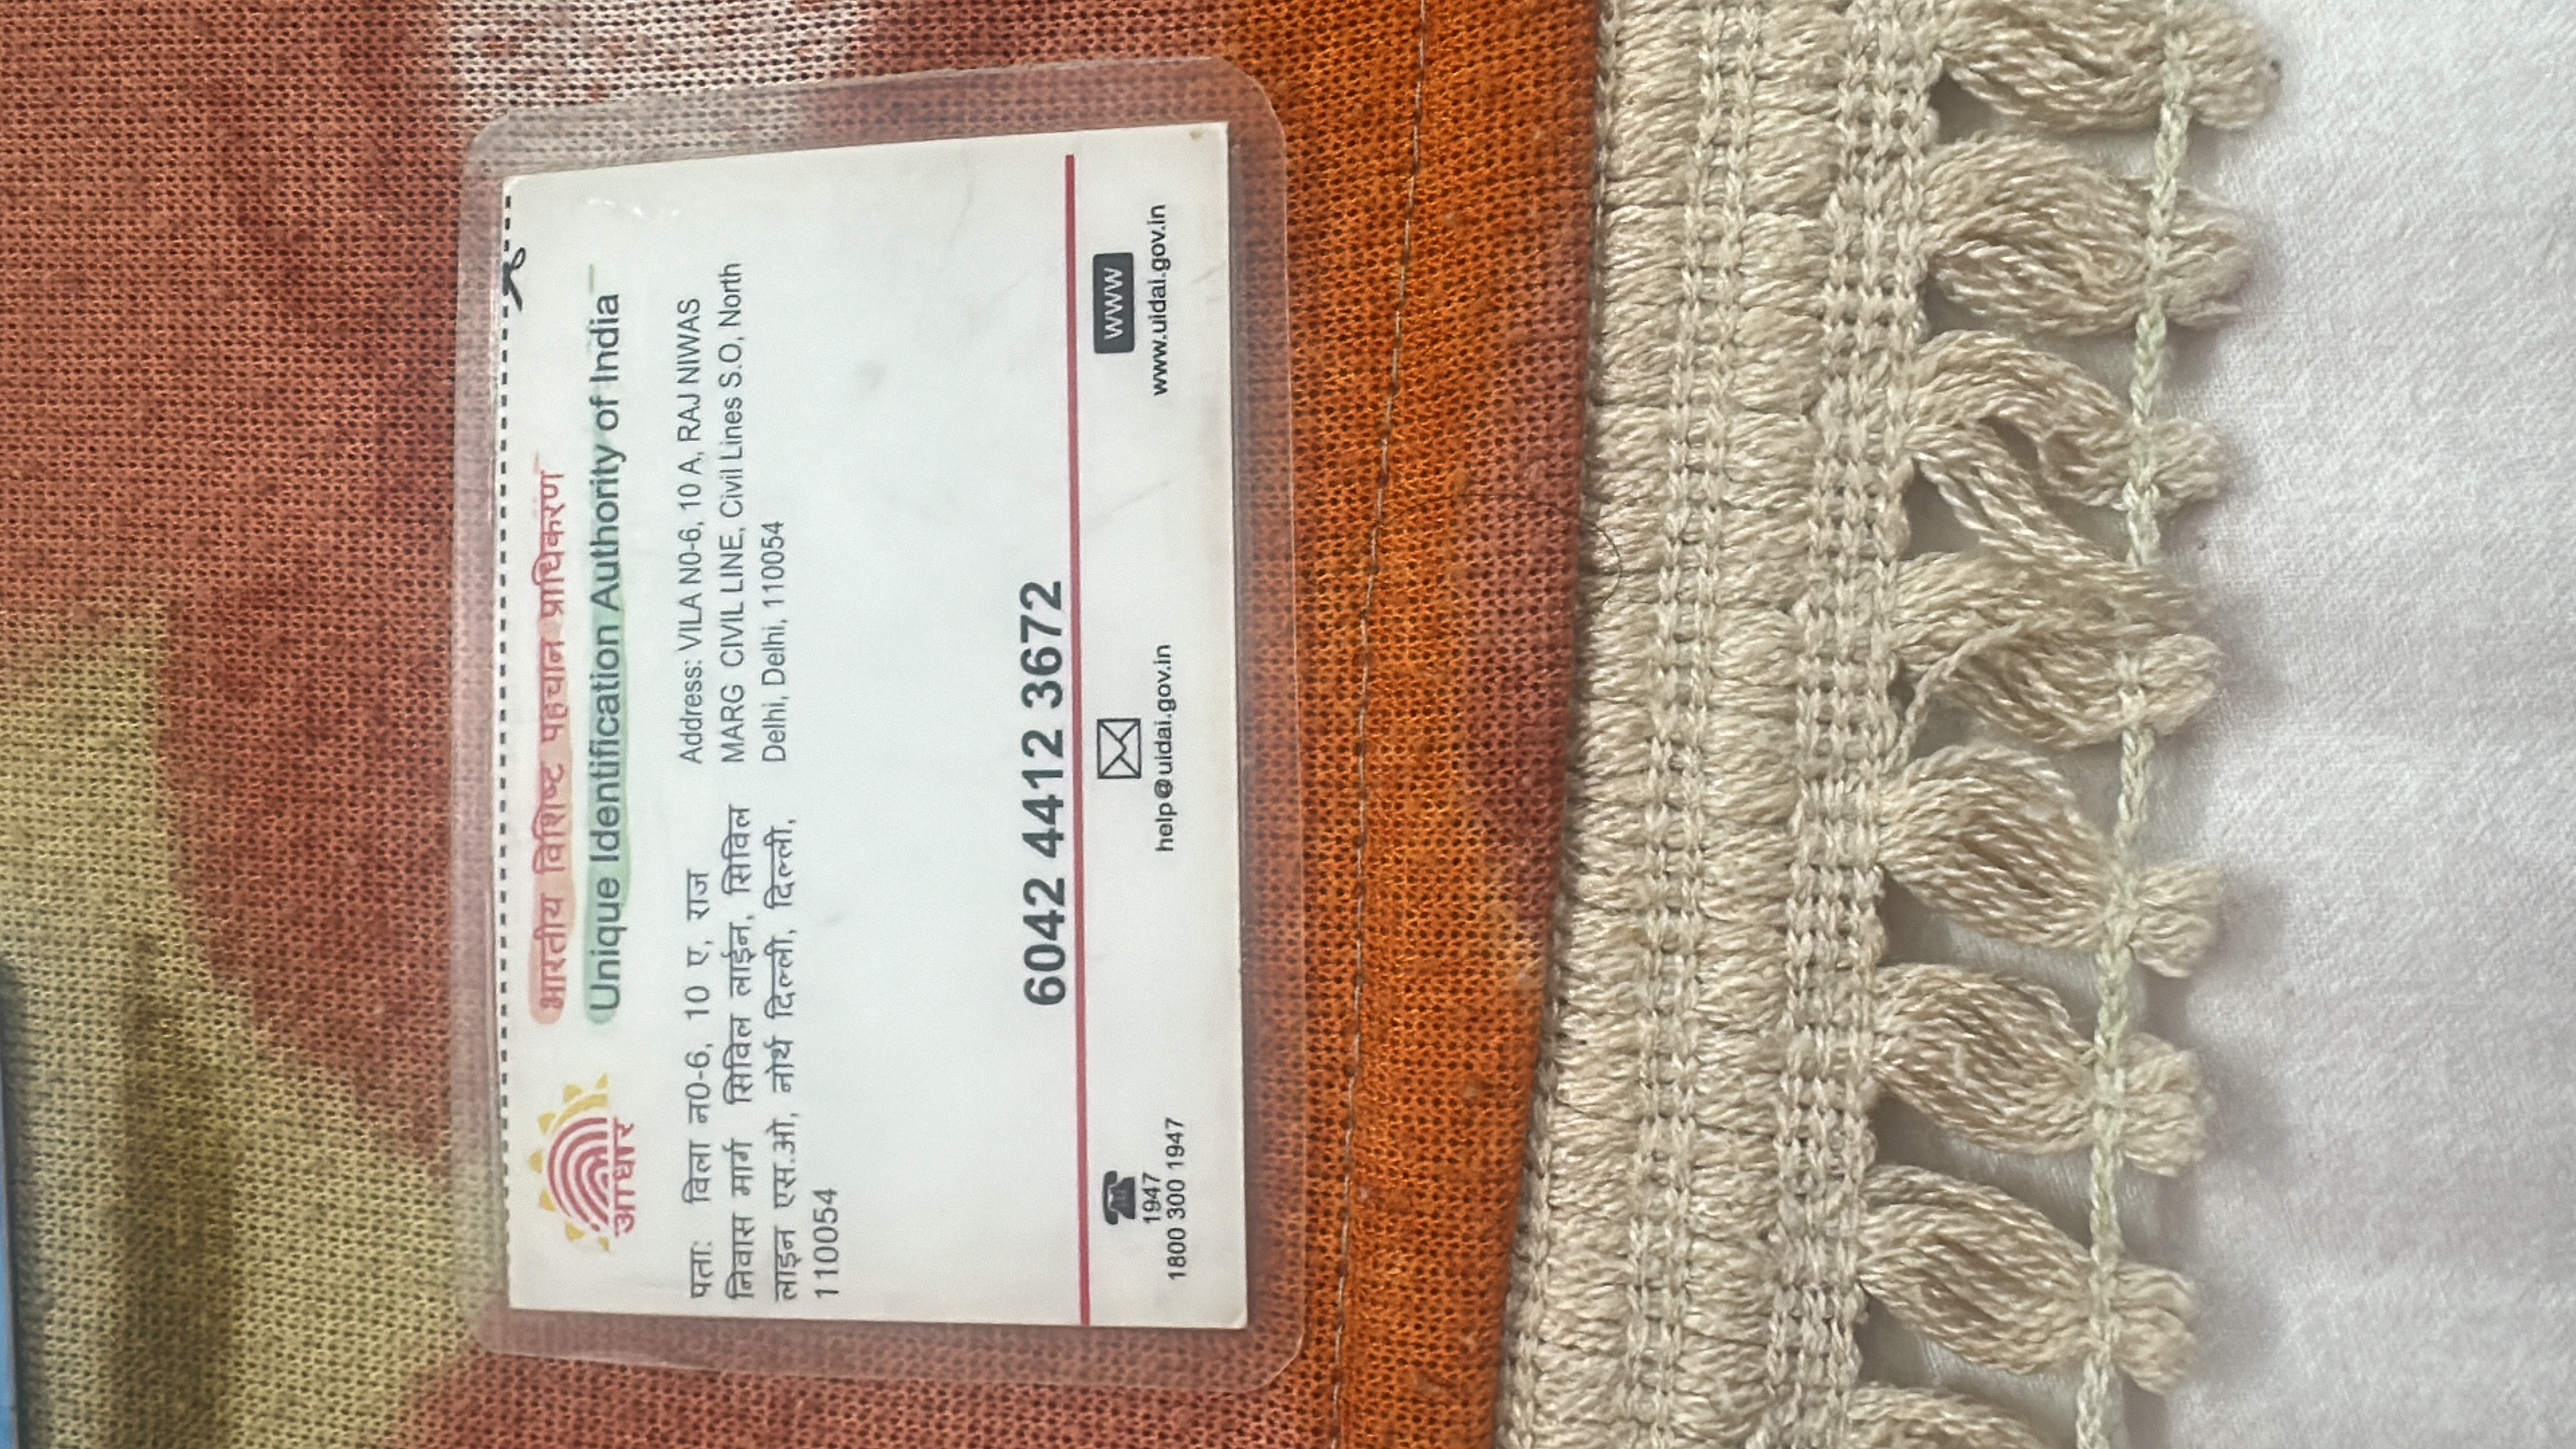 आधार
भारतीय विशिष्ट पहचान प्राधिकरण
Unique Identification Authority of India
पता: विला न0-6, 10 ए, राज
निवास मार्ग सिविल लाईन, सिविल
लाइन एस.ओ, नोर्थ दिल्ली, दिल्ली,
110054
Address: VILA N0-6, 10 A, RAJ NIWAS
MARG CIVIL LINE, Civil Lines S.O, North
Delhi, Delhi, 110054
6042 4412 3672
1947
1800 300 1947
help@uidai.gov.in
WWW
www.uidai.gov.in